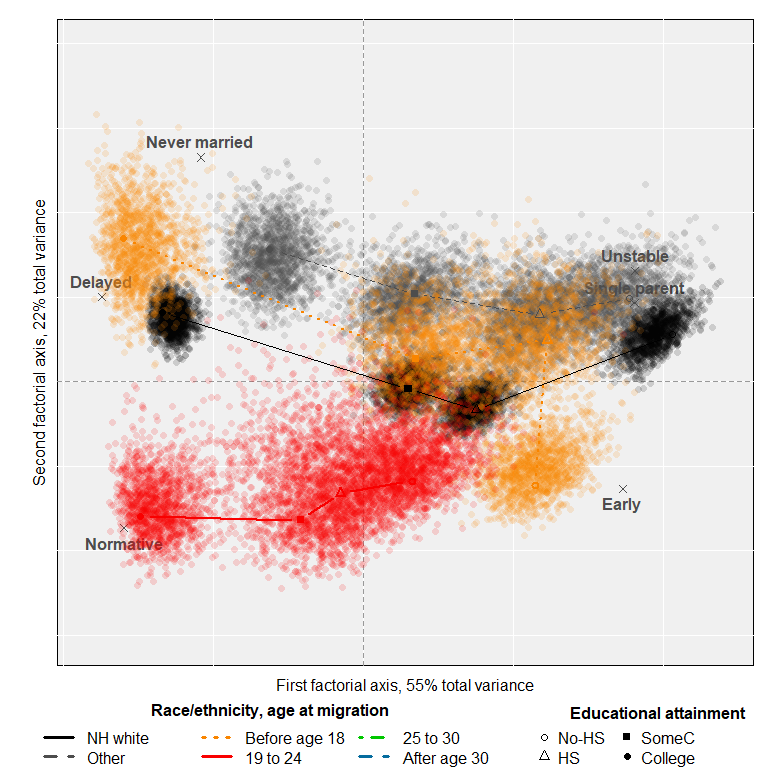 Never married
Unstable
Delayed
Single parent
Early
Normative
Second factorial axis, 22% total variance
First factorial axis, 55% total variance
Race/ethnicity, age at migration
Educational attainment
NH white
Before age 18
25 to 30
No-HS
SomeC
Other
19 to 24
After age 30
HS
College